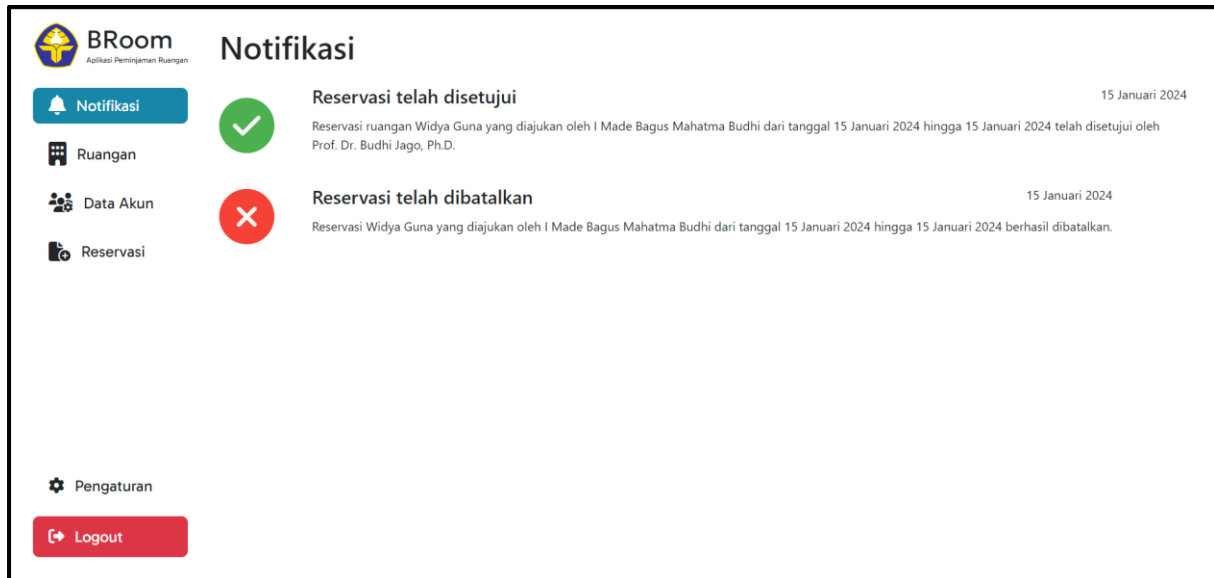 BRoom
Aplikasi Peminjaman Ruangan
Notifikasi
Ruangan
Data Akun
Reservasi
Pengaturan
Logout
Notifikasi
Reservasi telah disetujui
15 Januari 2024
Reservasi ruangan Widya Guna yang diajukan oleh I Made Bagus Mahatma Budhi dari tanggal 15 Januari 2024 hingga 15 Januari 2024 telah disetujui oleh
Prof. Dr. Budhi Jago, Ph.D.
Reservasi telah dibatalkan
15 Januari 2024
Reservasi Widya Guna yang diajukan oleh I Made Bagus Mahatma Budhi dari tanggal 15 Januari 2024 hingga 15 Januari 2024 berhasil dibatalkan.